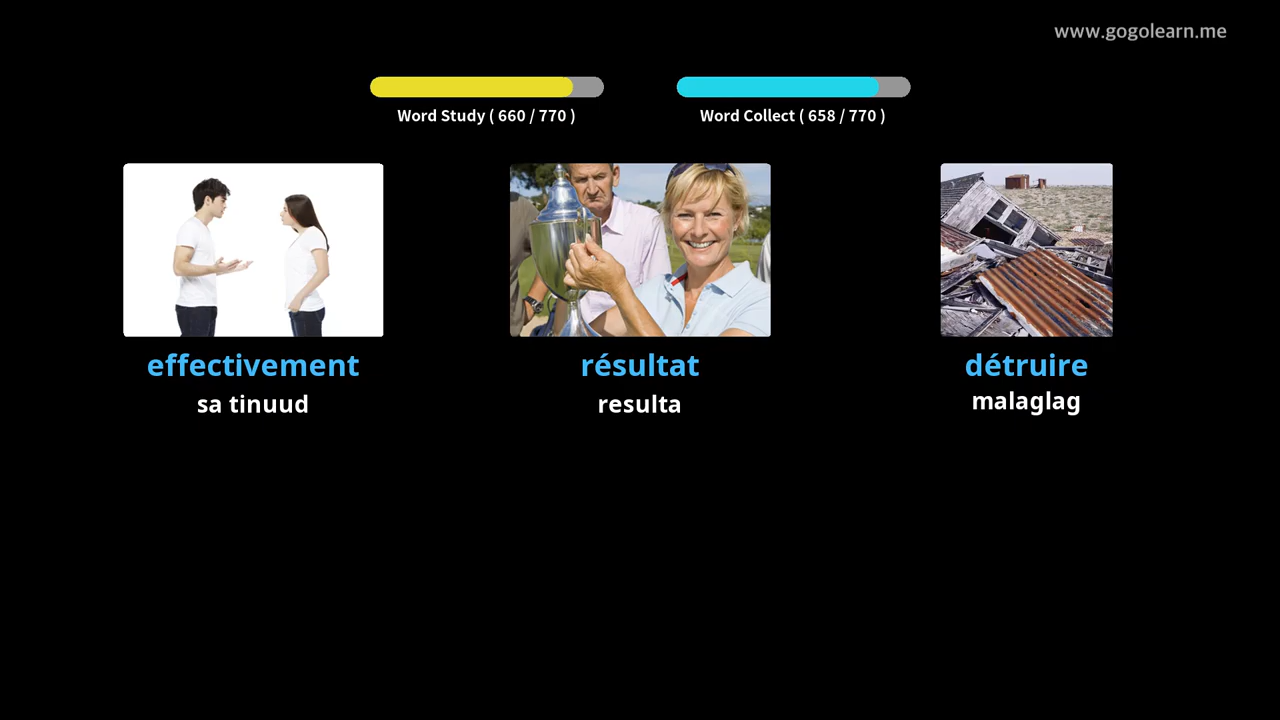 www.gogolearn.me
Word Study ( 660 / 770 )
Word Collect ( 658 / 770 )
effectivement
sa tinuud
résultat
resulta
détruire
malaglag